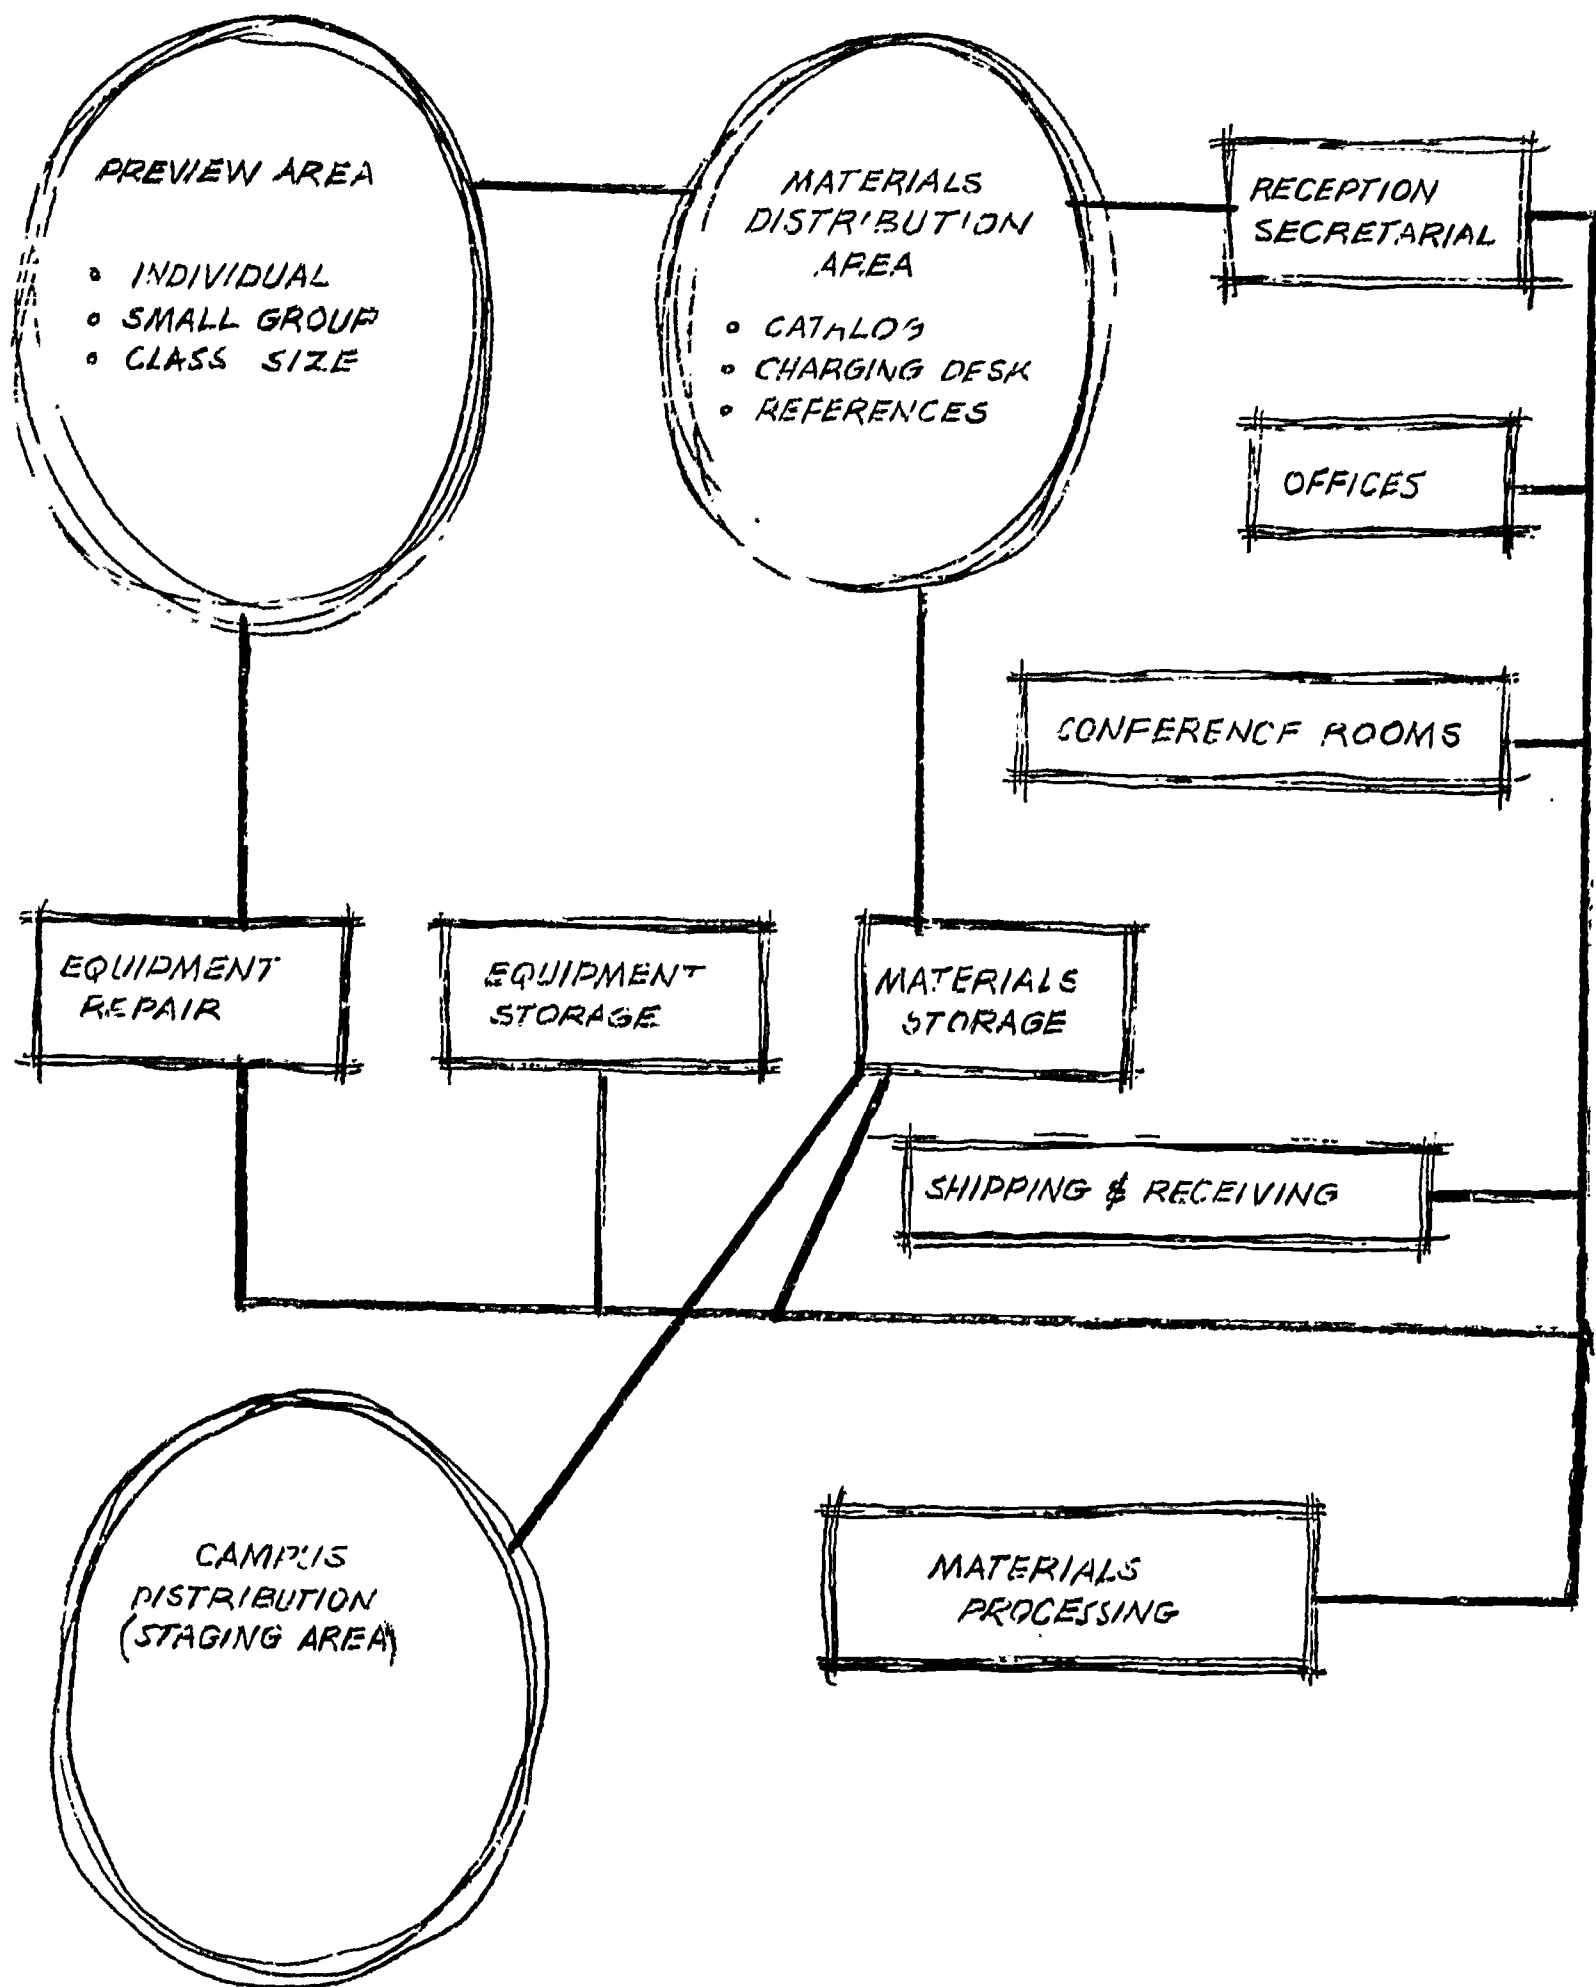 PREVIEW AREA
• INDIVIDUAL
• SMALL GROUP
• CLASS SIZE
MATERIALS
DISTRIBUTION
AREA
• CATALOG
• CHARGING DESK
• REFERENCES
RECEPTION
SECRETARIAL
OFFICES
CONFERENCE ROOMS
EQUIPMENT
REPAIR
EQUIPMENT
STORAGE
MATERIALS
STORAGE
SHIPPING & RECEIVING
CAMPUS
DISTRIBUTION
(STAGING AREA)
MATERIALS
PROCESSING